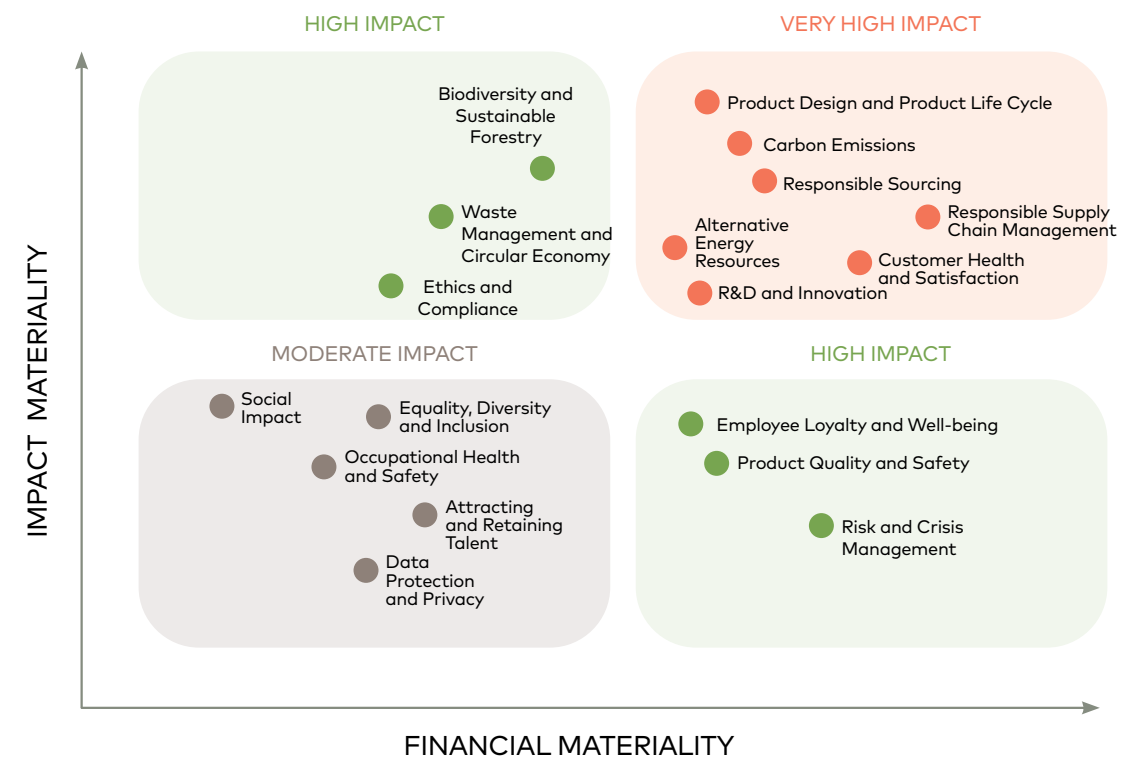 HIGH IMPACT
VERY HIGH IMPACT
Biodiversity and
Sustainable
Forestry
Waste
Management and
Circular Economy
Ethics and
Compliance
Product Design and Product Life Cycle
Carbon Emissions
Responsible Sourcing
Responsible Supply
Chain Management
Alternative
Energy
Resources
Customer Health
and Satisfaction
R&D and Innovation
IMPACT MATERIALITY
MODERATE IMPACT
HIGH IMPACT
Social
Impact
Equality, Diversity
and Inclusion
Occupational Health
and Safety
Attracting
and Retaining
Talent
Data
Protection
and Privacy
Employee Loyalty and Well-being
Product Quality and Safety
Risk and Crisis
Management
FINANCIAL MATERIALITY